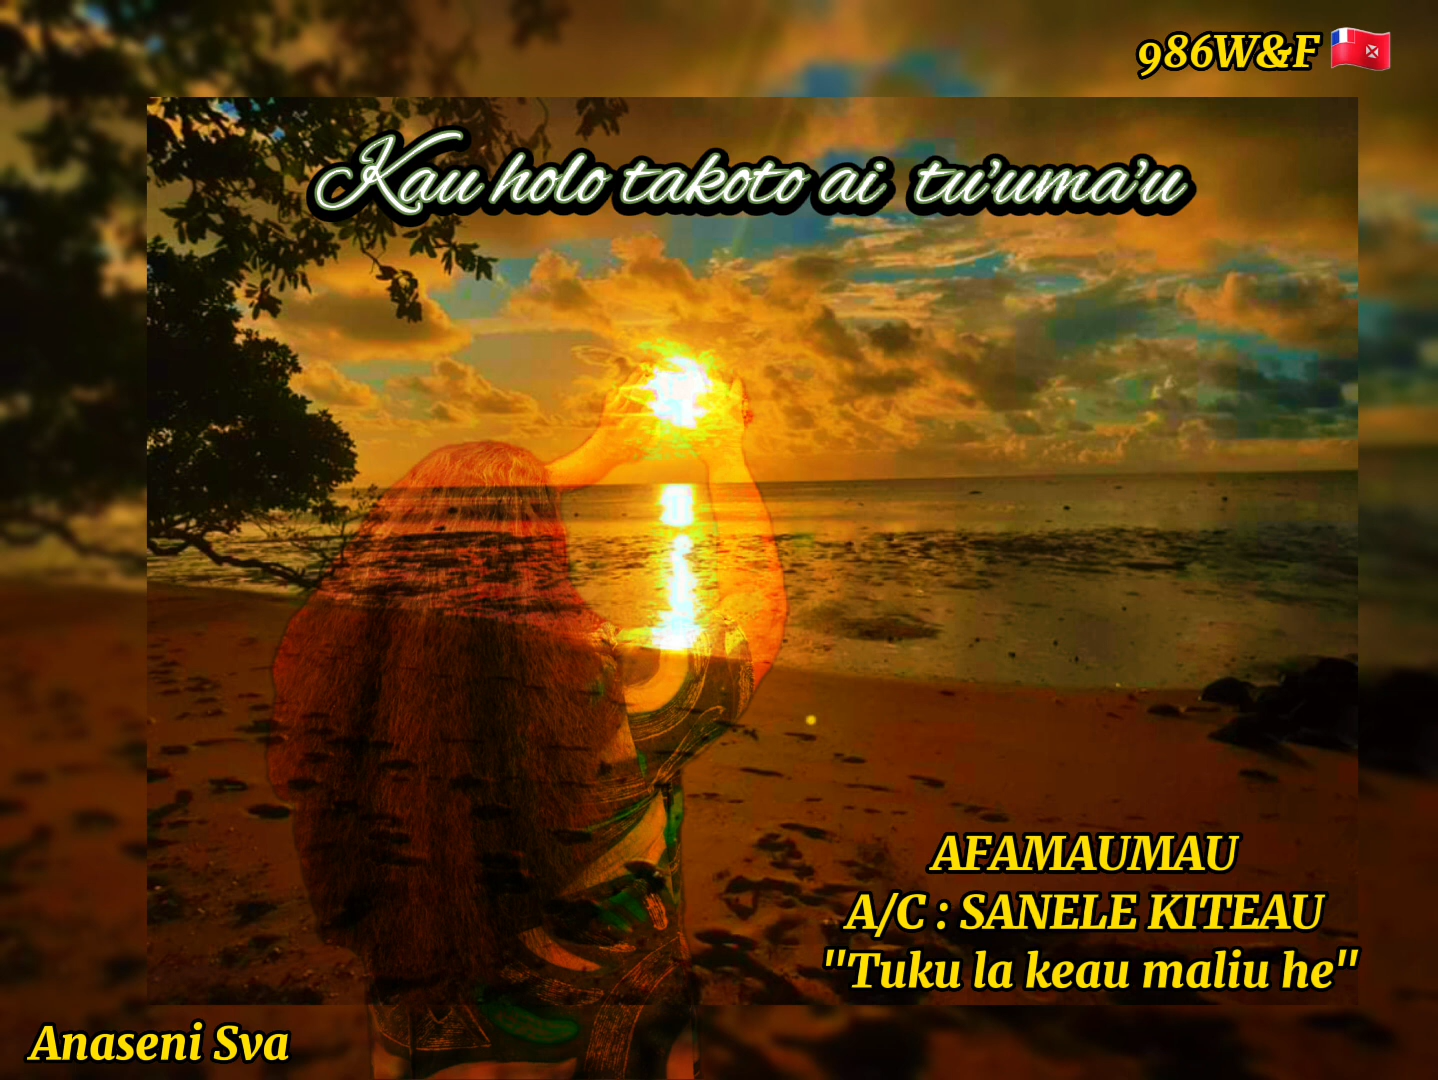 986W&F
Kau holo takoto ai tu'uma'u
AFAMAUMAU
A/C : SANELE KITEAU
"Tuku la keau maliu he"
Anaseni Sva